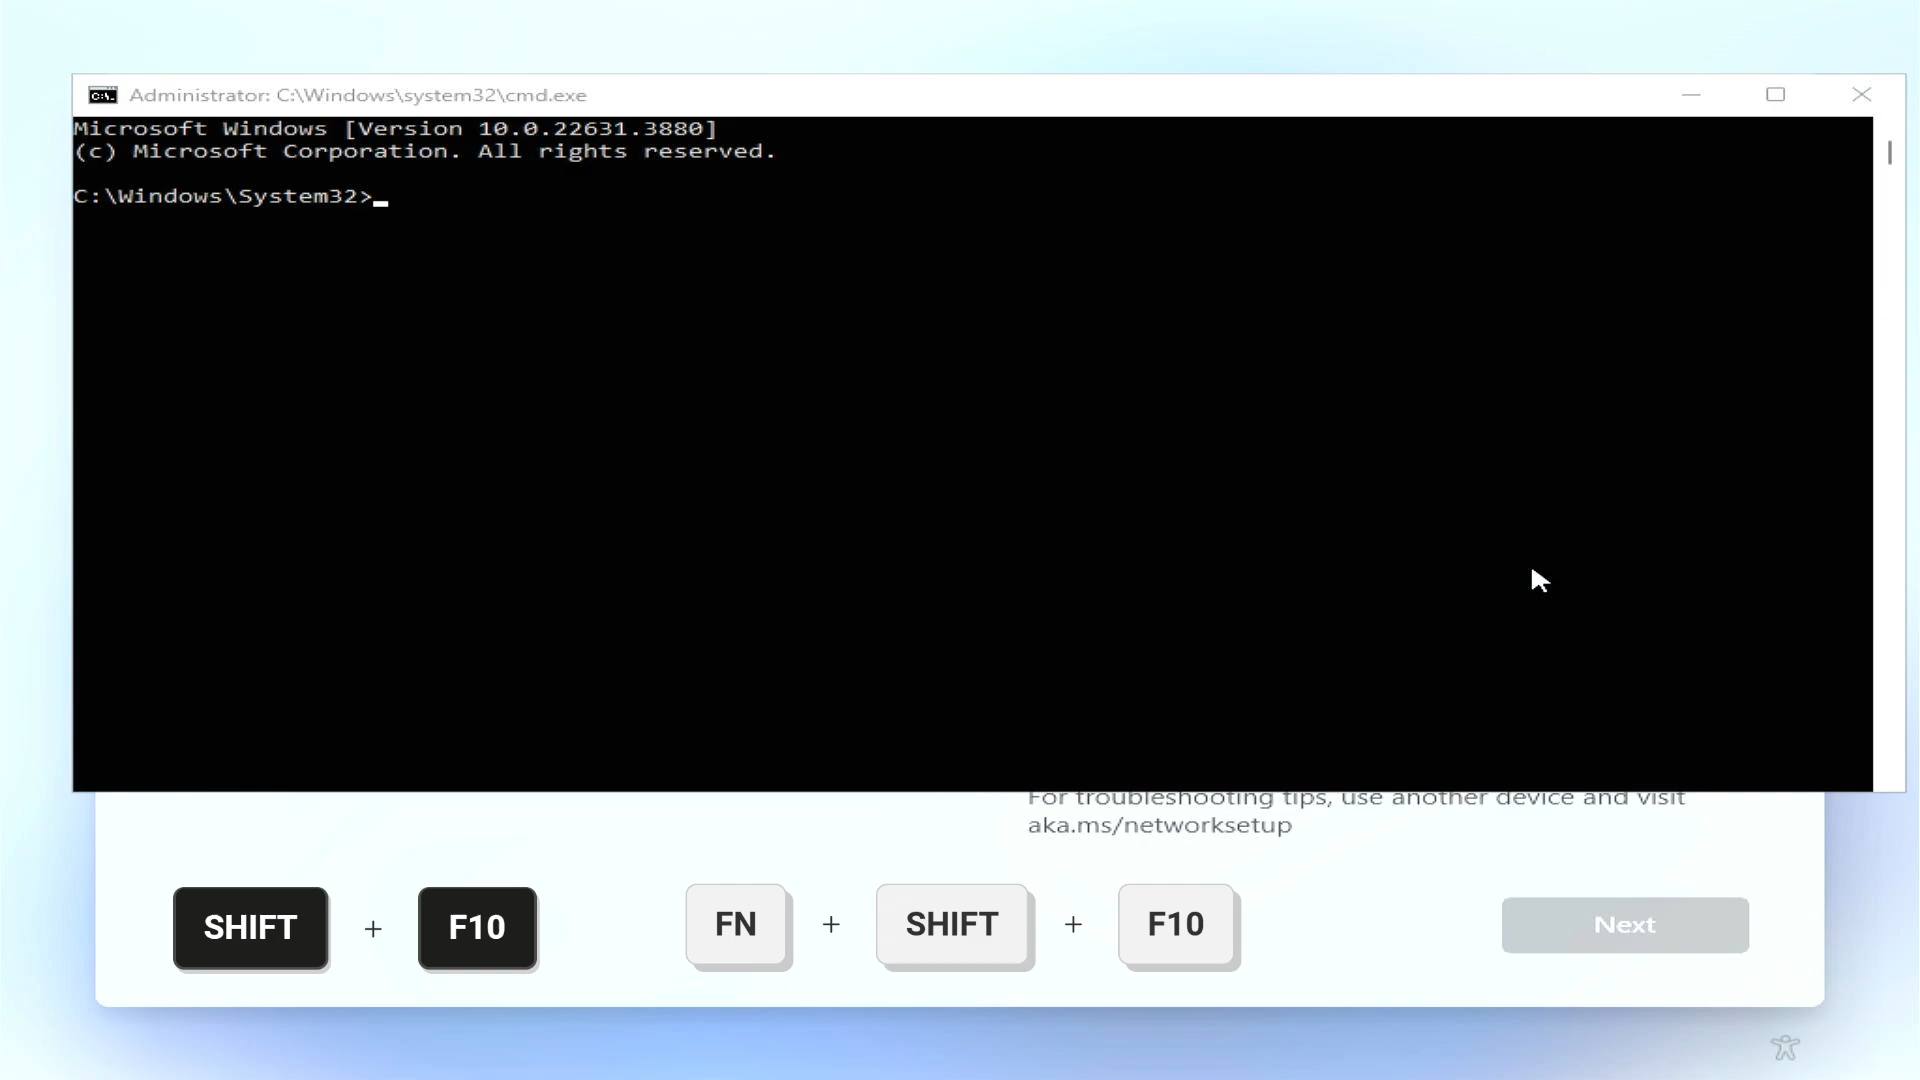 Administrator: C:\Windows\system32\cmd.exe
Microsoft Windows [Version 10.0.22631.3880]
(c) Microsoft Corporation. All rights reserved.
C:\Windows\System32>
For troubleshooting tips, use another device and visit
aka.ms/networksetup
SHIFT + F10 FN + SHIFT + F10 Next